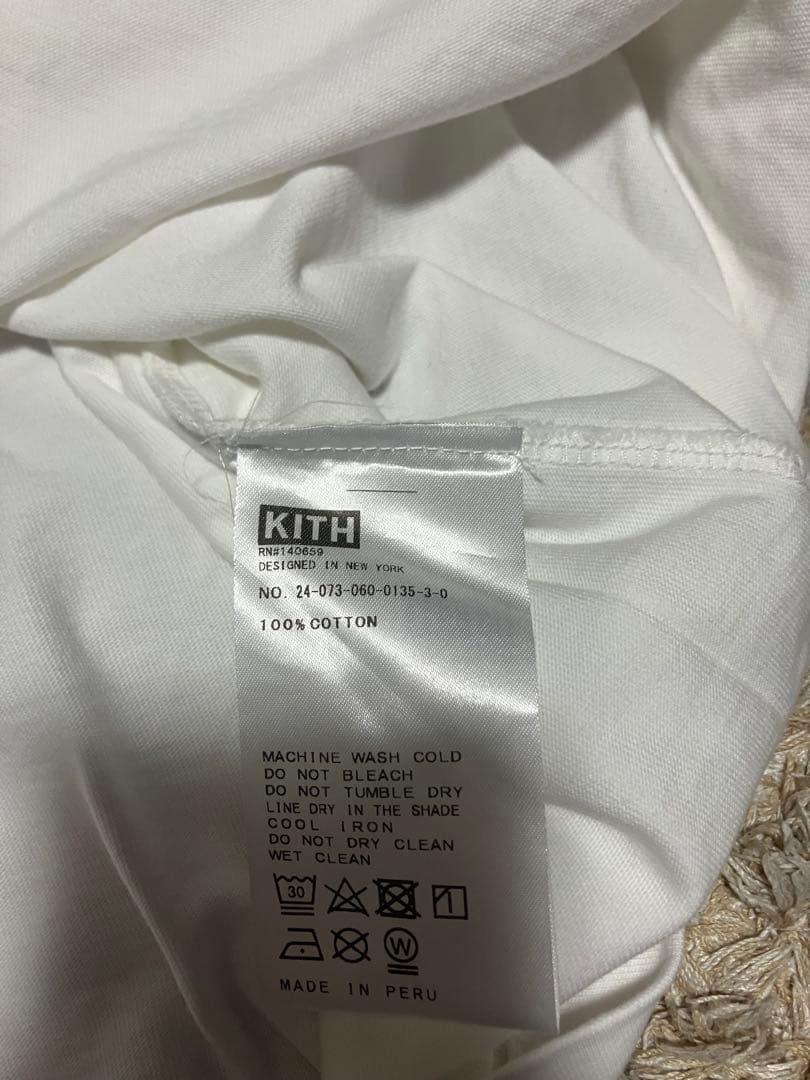 KITH
RN#140659
DESIGNED IN NEW YORK
NO. 24-073-060-0135-3-0
100% COTTON
MACHINE WASH COLD
DO NOT BLEACH
DO NOT TUMBLE DRY
LINE DRY IN THE SHADE
COOL IRON
DO NOT DRY CLEAN
WET CLEAN
30
W
MADE IN PERU